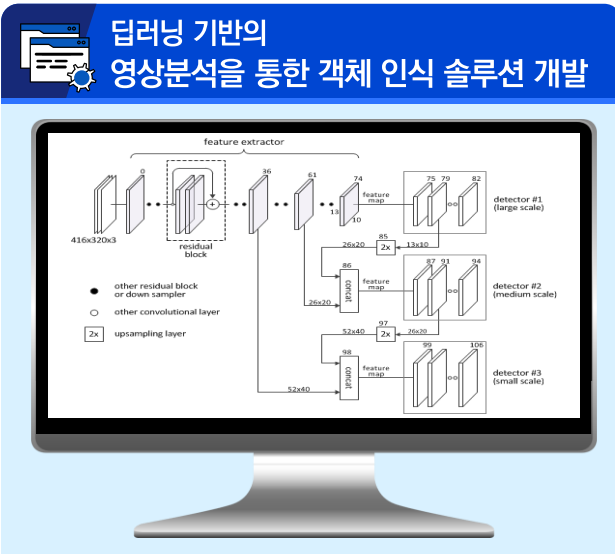 딥러닝 기반의
영상분석을 통한 객체 인식 솔루션 개발
feature extractor
0
36
61
74
75 79 82
feature
map
detector #1
(large scale)
13
10
416x320x3
residual
block
85
26x20
2x
13x10
other residual block
or down sampler
other convolutional layer
2x
upsampling layer
86
concat
26x20
feature
map
87 91 94
detector #2
(medium scale)
97
52x40
2x
26x20
98
concat
52x40
feature
map
99 106
detector #3
(small scale)